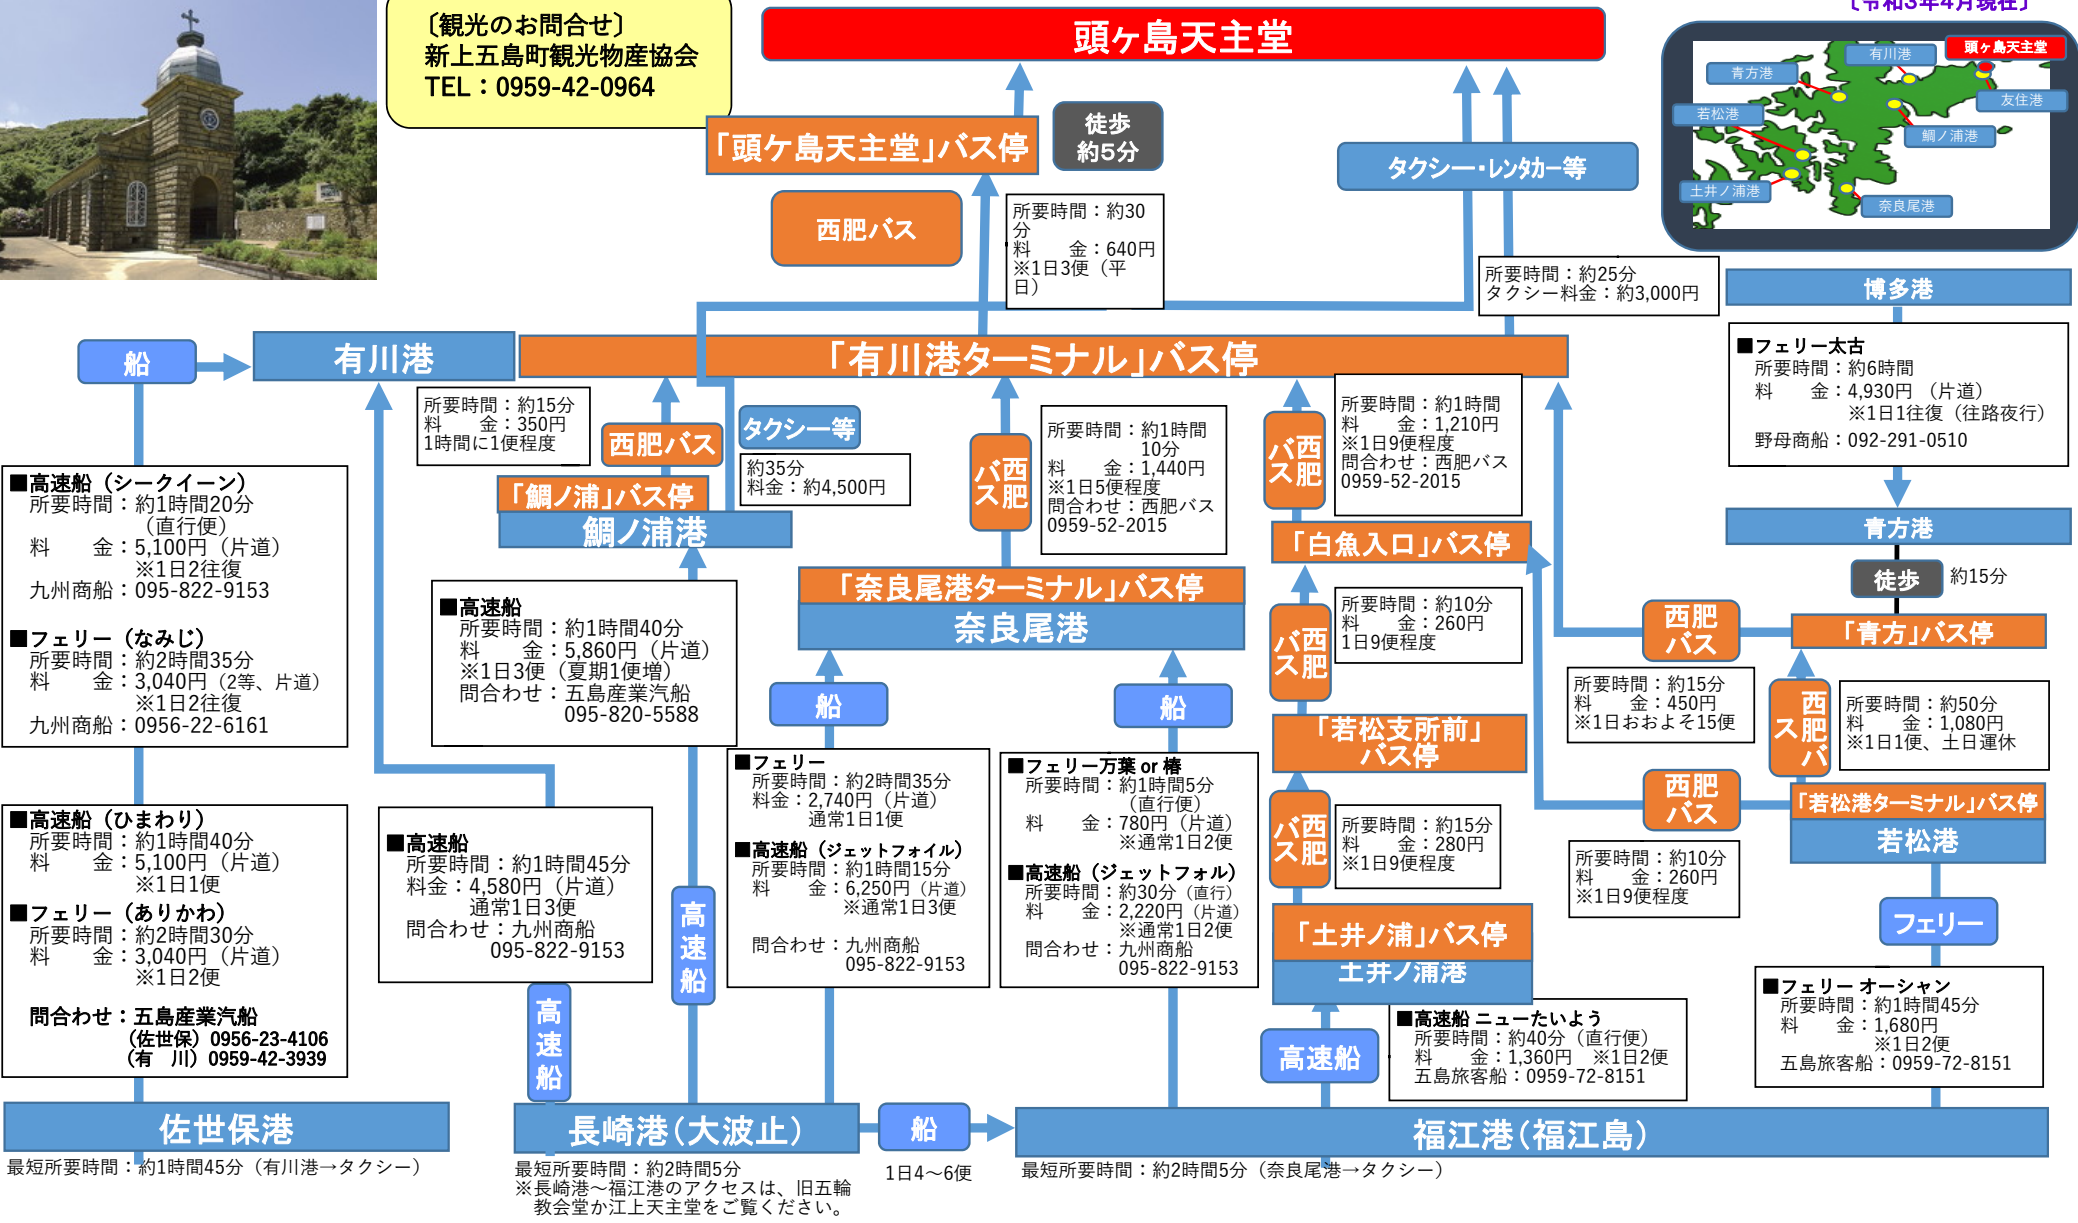 〔令和3年4月現在〕
〔観光のお問合せ〕
新上五島町観光物産協会
TEL：0959-42-0964
頭ヶ島天主堂
有川港
頭ヶ島天主堂
青方港
友住港
若松港
鯛ノ浦港
土井ノ浦港
奈良尾港
「頭ケ島天主堂」バス停
徒歩
約5分
タクシー・レンタカー等
西肥バス
所要時間：約30
分
料　　金：640円
※1日3便（平
日）
所要時間：約25分
タクシー料金：約3,000円
博多港
■フェリー太古
所要時間：約6時間
料　　金：4,930円 （片道）
※1日1往復（往路夜行）
野母商船：092-291-0510
青方港
徒歩
約15分
「青方」バス停
船
有川港
「有川港ターミナル」バス停
所要時間：約15分
料　　金：350円
1時間に1便程度
西肥バス
タクシー等
約35分
料金：約4,500円
「鯛ノ浦」バス停
鯛ノ浦港
西肥
バス
所要時間：約1時間
10分
料　　金：1,440円
※1日5便程度
問合わせ：西肥バス
0959-52-2015
西肥
バス
所要時間：約1時間
料　　金：1,210円
※1日9便程度
問合わせ：西肥バス
0959-52-2015
「白魚入口」バス停
「奈良尾港ターミナル」バス停
奈良尾港
西肥
バス
所要時間：約10分
料　　金：260円
1日9便程度
西肥
バス
所要時間：約15分
料　　金：450円
※1日おおよそ15便
西肥バ
ス
所要時間：約50分
料　　金：1,080円
※1日1便、土日運休
「若松支所前」
バス停
西肥
バス
所要時間：約10分
料　　金：260円
※1日9便程度
「若松港ターミナル」バス停
若松港
西肥
バス
所要時間：約15分
料　　金：280円
※1日9便程度
「土井ノ浦」バス停
土井ノ浦港
フェリー
■高速船（シークイーン）
所要時間：約1時間20分
（直行便）
料　　金：5,100円（片道）
※1日2往復
九州商船：095-822-9153
■フェリー（なみじ）
所要時間：約2時間35分
料　　金：3,040円（2等、片道）
※1日2往復
九州商船：0956-22-6161
■高速船（ひまわり）
所要時間：約1時間40分
料　　金：5,100円（片道）
※1日1便
■フェリー（ありかわ）
所要時間：約2時間30分
料　　金：3,040円（片道）
※1日2便
問合わせ：五島産業汽船
（佐世保）0956-23-4106
（有　川）0959-42-3939
■高速船
所要時間：約1時間40分
料　　金：5,860円（片道）
※1日3便（夏期1便増）
問合わせ：五島産業汽船
095-820-5588
■高速船
所要時間：約1時間45分
料金：4,580円（片道）
通常1日3便
問合わせ：九州商船
095-822-9153
高速船
高速船
船
■フェリー
所要時間：約2時間35分
料金：2,740円（片道）
通常1日1便
■高速船（ジェットフォイル）
所要時間：約1時間15分
料　　金：6,250円（片道）
※通常1日3便
問合わせ：九州商船
095-822-9153
船
■フェリー万葉 or 椿
所要時間：約1時間5分
（直行便）
料　　金：780円（片道）
※通常1日2便
■高速船（ジェットフォル）
所要時間：約30分（直行）
料　　金：2,220円（片道）
※通常1日2便
問合わせ：九州商船
095-822-9153
高速船
■高速船 ニューたいよう
所要時間：約40分（直行便）
料　　金：1,360円　※1日2便
五島旅客船：0959-72-8151
■フェリー オーシャン
所要時間：約1時間45分
料　　金：1,680円
※1日2便
五島旅客船：0959-72-8151
佐世保港
最短所要時間：約1時間45分（有川港→タクシー）
長崎港（大波止）
最短所要時間：約2時間5分
※長崎港～福江港のアクセスは、旧五輪
教会堂か江上天主堂をご覧ください。
船
1日4～6便
福江港（福江島）
最短所要時間：約2時間5分（奈良尾港→タクシー）